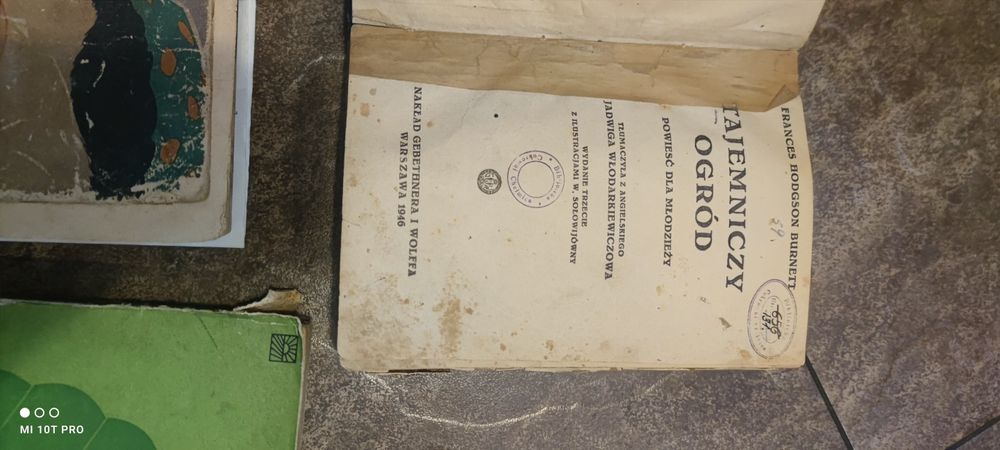 FRANCES HODGSON BURNETT
TAJEMNICZY
OGRÓD
POWIEŚĆ DLA MŁODZIEŻY
TŁUMACZYŁA Z ANGIELSKIEGO
JADWIGA WŁODARKIEWICZOWA
WYDANIE TRZECIE
Z ILUSTRACJAMI W. SOŁOWIJÓWNY
NAKŁAD GEBETHNERA I WOLFFA
WARSZAWA 1946
MI 10T PRO